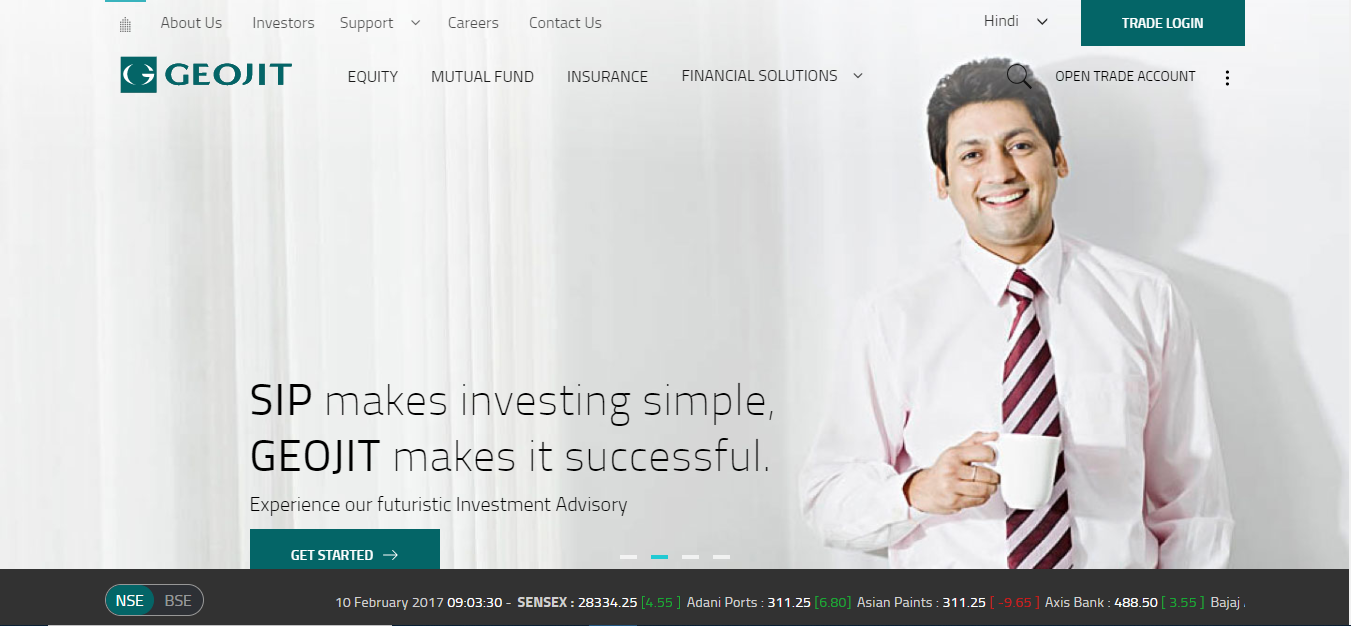 About Us Investors Support Careers Contact Us Hindi TRADE LOGIN
GEOJIT EQUITY MUTUAL FUND INSURANCE FINANCIAL SOLUTIONS OPEN TRADE ACCOUNT
SIP makes investing simple,
GEOJIT makes it successful.
Experience our futuristic Investment Advisory
GET STARTED
NSE BSE 10 February 2017 09:03:30 - SENSEX : 28334.25 [4.55 ] Adani Ports : 311.25 [6.80] Asian Paints : 311.25 [ -9.65 ] Axis Bank : 488.50 [ 3.55 ] Bajaj